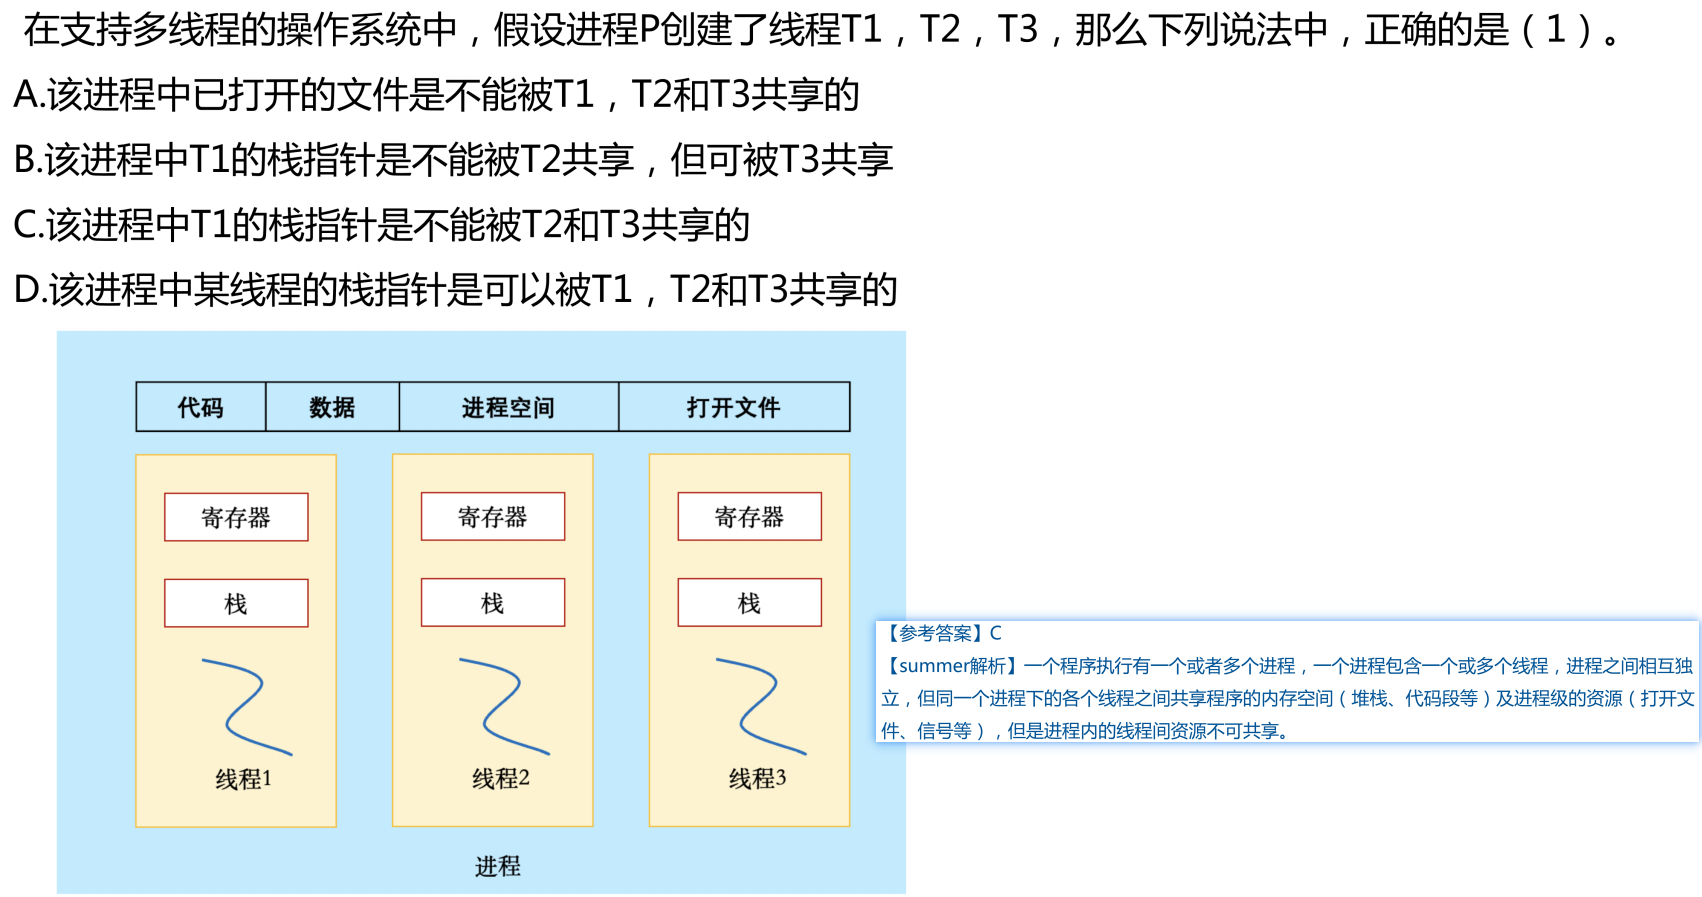 在支持多线程的操作系统中，假设进程P创建了线程T1，T2，T3，那么下列说法中，正确的是（1）。
A.该进程中已打开的文件是不能被T1，T2和T3共享的
B.该进程中T1的栈指针是不能被T2共享，但可被T3共享
C.该进程中T1的栈指针是不能被T2和T3共享的
D.该进程中某线程的栈指针是可以被T1，T2和T3共享的
代码 数据 进程空间 打开文件
寄存器 寄存器 寄存器
栈 栈 栈
线程1 线程2 线程3
进程
【参考答案】C
【summer解析】一个程序执行有一个或者多个进程，一个进程包含一个或多个线程，进程之间相互独
立，但同一个进程下的各个线程之间共享程序的内存空间（堆栈、代码段等）及进程级的资源（打开文
件、信号等），但是进程内的线程间资源不可共享。